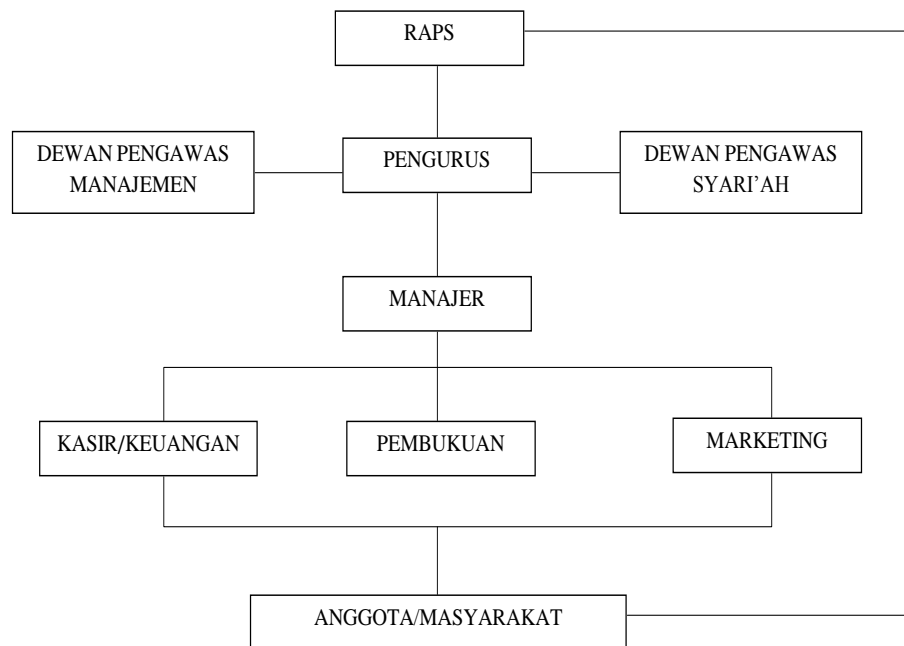 RAPS
DEWAN PENGAWAS
MANAJEMEN
PENGURUS
DEWAN PENGAWAS
SYARI’AH
MANAJER
KASIR/KEUANGAN
PEMBUKUAN
MARKETING
ANGGOTA/MASYARAKAT